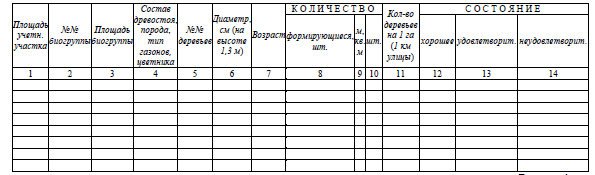 Площадь учетн. участка
№№ биогруппы
Площадь биогруппы
Состав древостоя, порода, тип газонов, цветника
№№ деревьев
Диаметр, см (на высоте 1,3 м)
Возраст
КОЛИЧЕСТВО
формирующиеся, шт.
м, кв. м
шт.
Кол-во деревьев на 1 га (1 км улицы)
СОСТОЯНИЕ
хорошее
удовлетворит.
неудовлетворит.
1 2 3 4 5 6 7 8 9 10 11 12 13 14